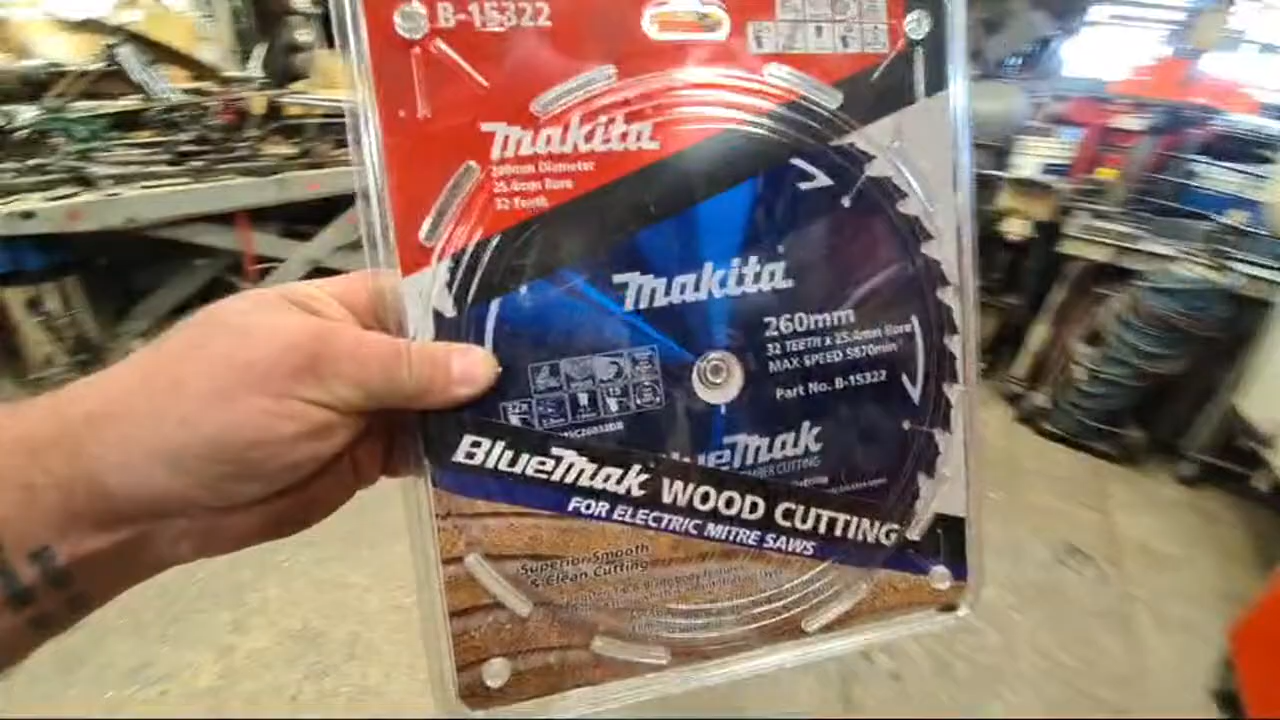 B-15322
Makita
260mm Diameter
25.4mm Bore
32 Teeth
Makita
260mm
32 TEETH x 25.4mm Bore
MAX SPEED 5870min
Part No. B-15322
BlueMak
BlueMak WOOD CUTTING
FOR ELECTRIC MITRE SAWS
Superior Smooth
& Clean Cutting